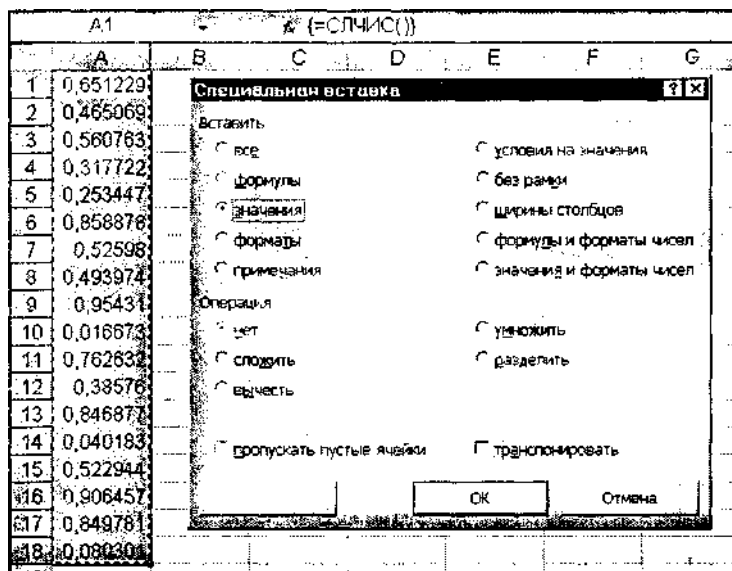 A1 {=СЛЧИС()}
A B C D E F G
1 0,651229
2 0,465069
3 0,560763
4 0,317722
5 0,253447
6 0,858878
7 0,52598
8 0,493974
9 0,95431
10 0,016673
11 0,762632
12 0,38576
13 0,846877
14 0,040183
15 0,522944
16 0,906457
17 0,849781
18
Специальная вставка
Вставить
все условия на значения
формулы без рамки
значения ширины столбцов
форматы формулы и форматы чисел
примечания значения и форматы чисел
Операция
нет умножить
сложить разделить
вычесть
пропускать пустые ячейки транспонировать
ОК Отмена